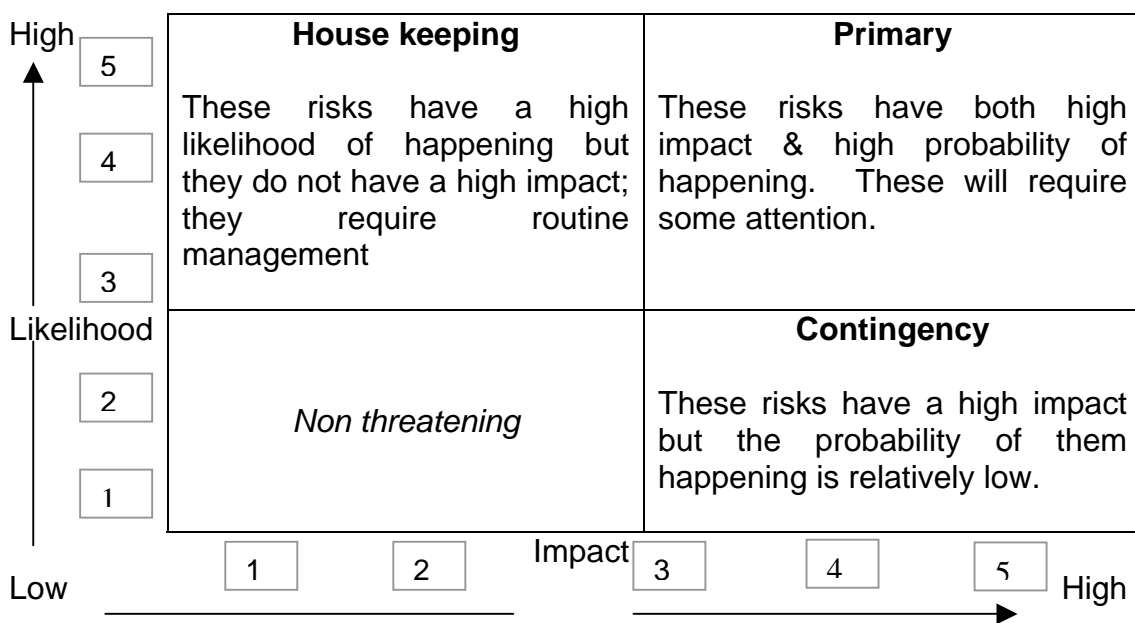 High
5
House keeping
Primary
These risks have a high
likelihood of happening but
they do not have a high impact;
they require routine
management
These risks have both high
impact & high probability of
happening. These will require
some attention.
4
3
Likelihood
2
1
Non threatening
Contingency
These risks have a high impact
but the probability of them
happening is relatively low.
Low
1
2
Impact
3
4
5
High